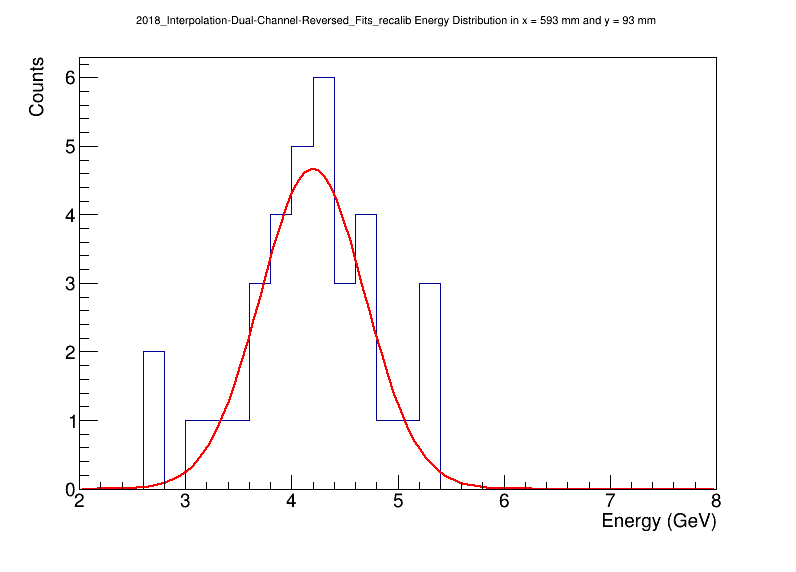 2018_Interpolation-Dual-Channel-Reversed_Fits_recalib Energy Distribution in x = 593 mm and y = 93 mm
Counts
6
5
4
3
2
1
0
2 3 4 5 6 7 8
Energy (GeV)